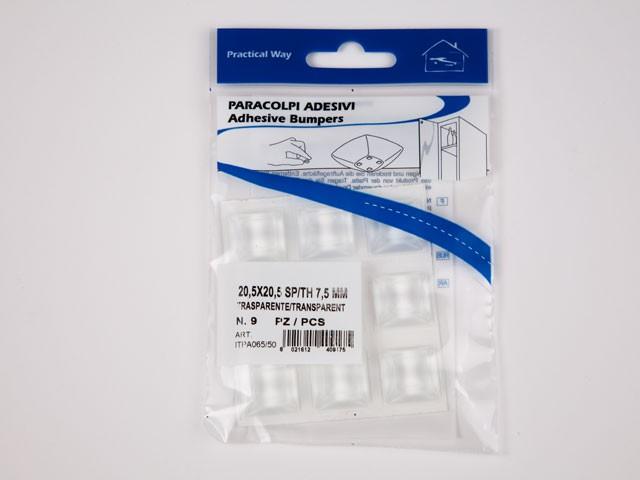 Practical Way
PARACOLPI ADESIVI
Adhesive Bumpers
20,5X20,5 SP/TH 7,5 MM
TRASPARENTE/TRANSPARENT
N. 9 PZ / PCS
ART.
ITPA065/50
8 021612 409175